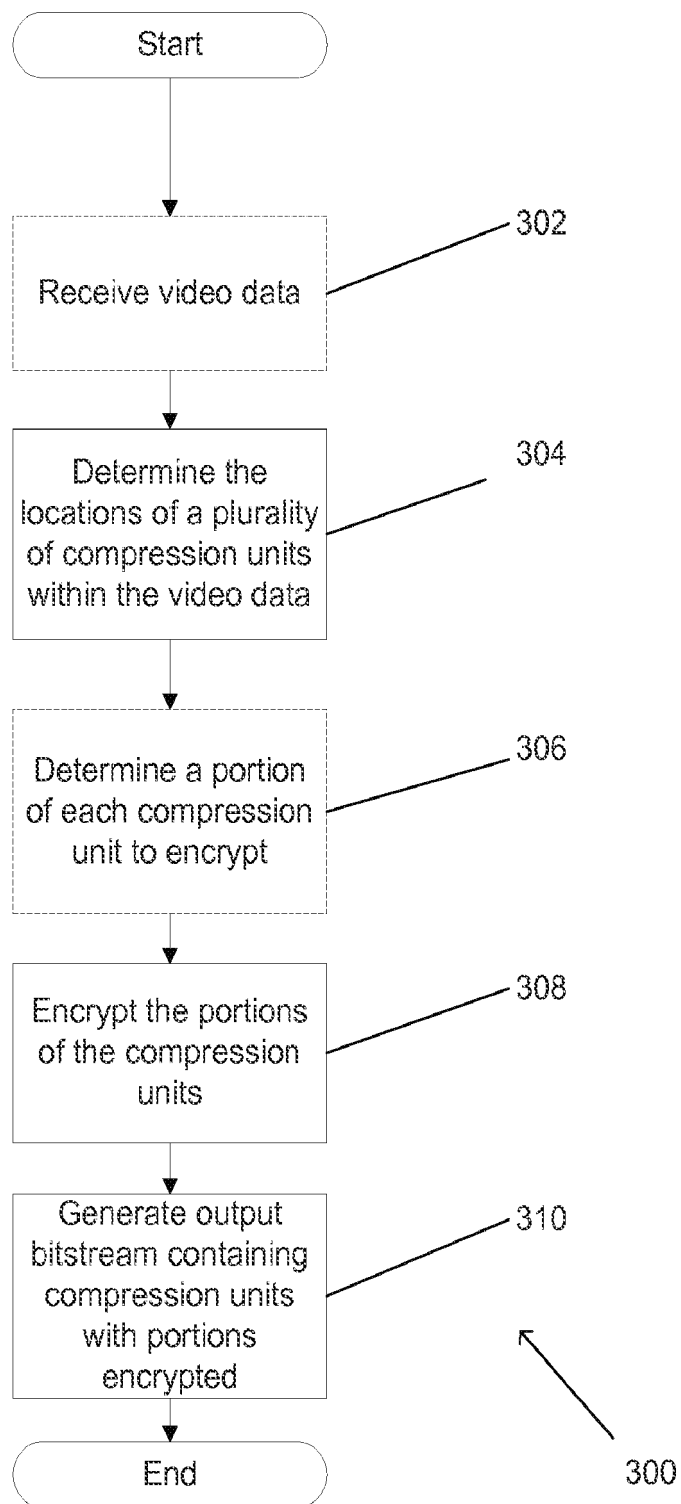 Start
302
Receive video data
304
Determine the
locations of a plurality
of compression units
within the video data
306
Determine a portion
of each compression
unit to encrypt
308
Encrypt the portions
of the compression
units
310
Generate output
bitstream containing
compression units
with portions
encrypted
End
300